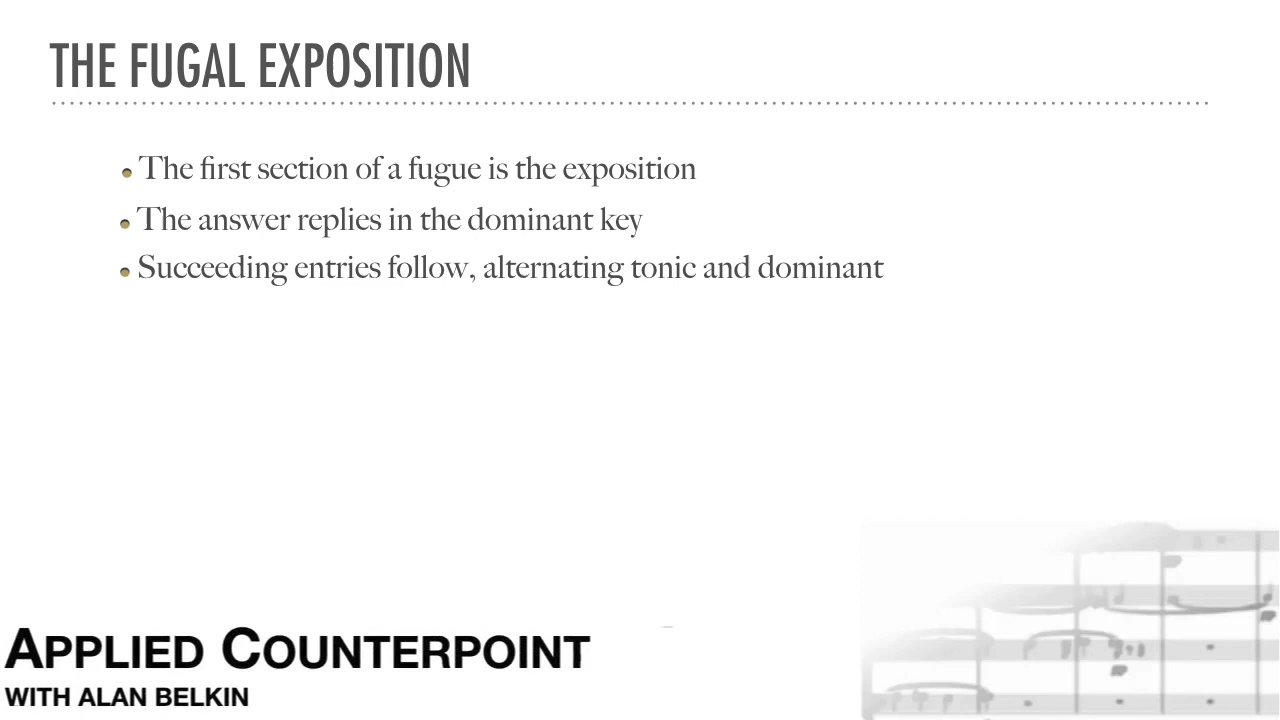 THE FUGAL EXPOSITION
The first section of a fugue is the exposition
The answer replies in the dominant key
Succeeding entries follow, alternating tonic and dominant
APPLIED COUNTERPOINT
WITH ALAN BELKIN